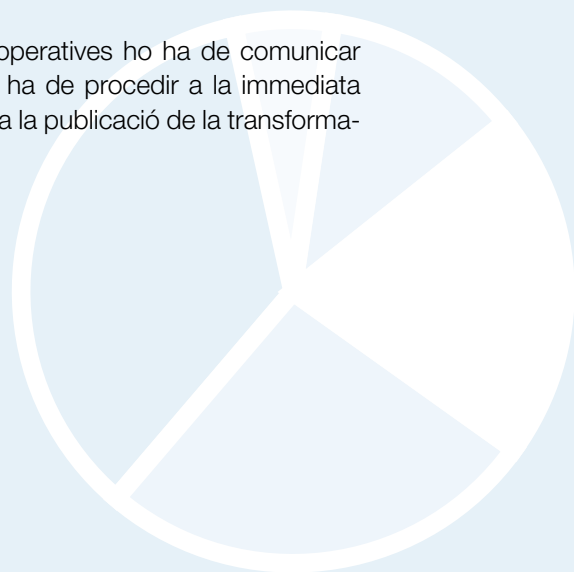 operatives ho ha de comunicar
ha de procedir a la immediata
a la publicació de la transforma-